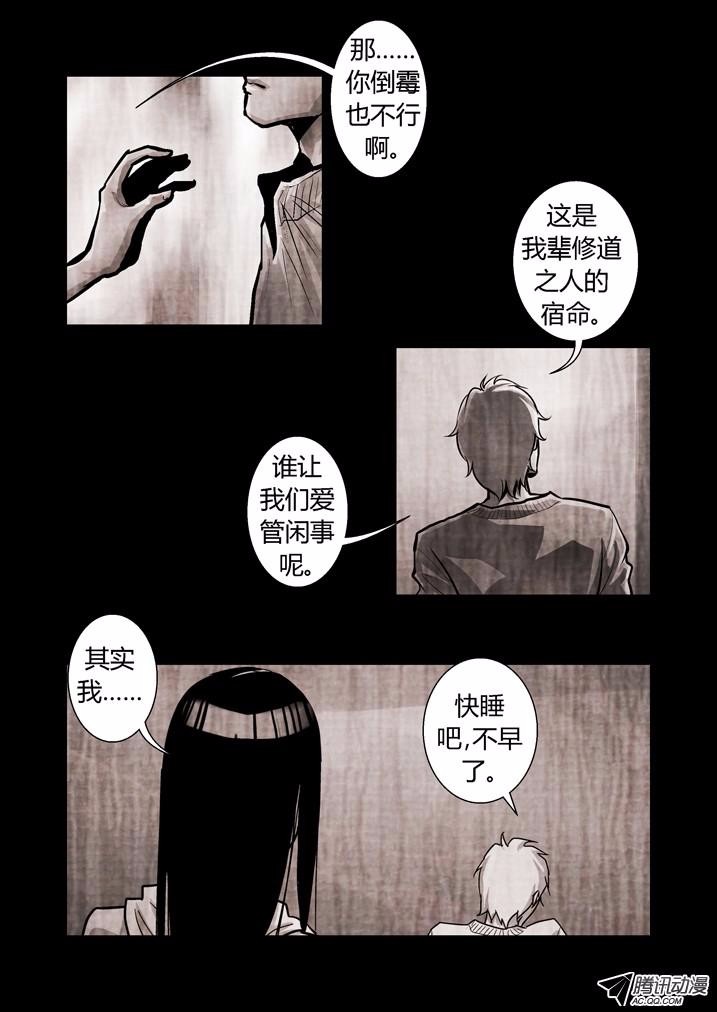 那……
你倒霉
也不行
啊。
这是
我辈修道
之人的
宿命。
谁让
我们爱
管闲事
呢。
其实
我……
快睡
吧,不早
了。
腾讯动漫
AC.QQ.COM